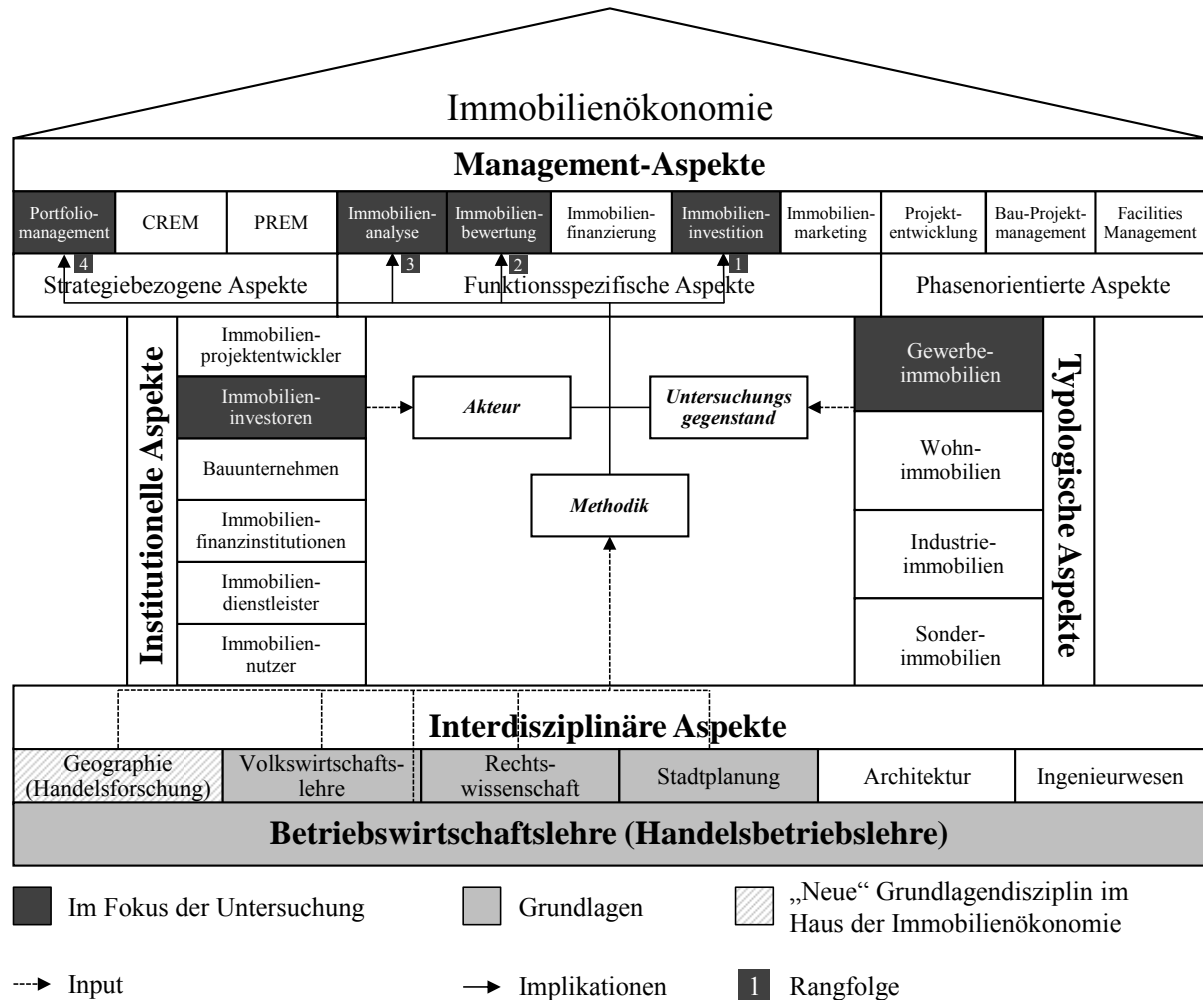 Immobilienökonomie
Management-Aspekte
Portfolio-
management
CREM
PREM
Immobilien-
analyse
Immobilien-
bewertung
Immobilien-
finanzierung
Immobilien-
investition
Immobilien-
marketing
Projekt-
entwicklung
Bau-Projekt-
management
Facilities
Management
4
3
2
1
Strategiebezogene Aspekte
Funktionsspezifische Aspekte
Phasenorientierte Aspekte
Institutionelle Aspekte
Immobilien-
projektentwickler
Immobilien-
investoren
Bauunternehmen
Immobilien-
finanzinstitutionen
Immobilien-
dienstleister
Immobilien-
nutzer
Akteur
Untersuchungs
gegenstand
Methodik
Gewerbe-
immobilien
Wohn-
immobilien
Industrie-
immobilien
Sonder-
immobilien
Typologische Aspekte
Interdisziplinäre Aspekte
Geographie
(Handelsforschung)
Volkswirtschafts-
lehre
Rechts-
wissenschaft
Stadtplanung
Architektur
Ingenieurwesen
Betriebswirtschaftslehre (Handelsbetriebslehre)
Im Fokus der Untersuchung
Grundlagen
„Neue“ Grundlagendisziplin im
Haus der Immobilienökonomie
Input
Implikationen
1 Rangfolge